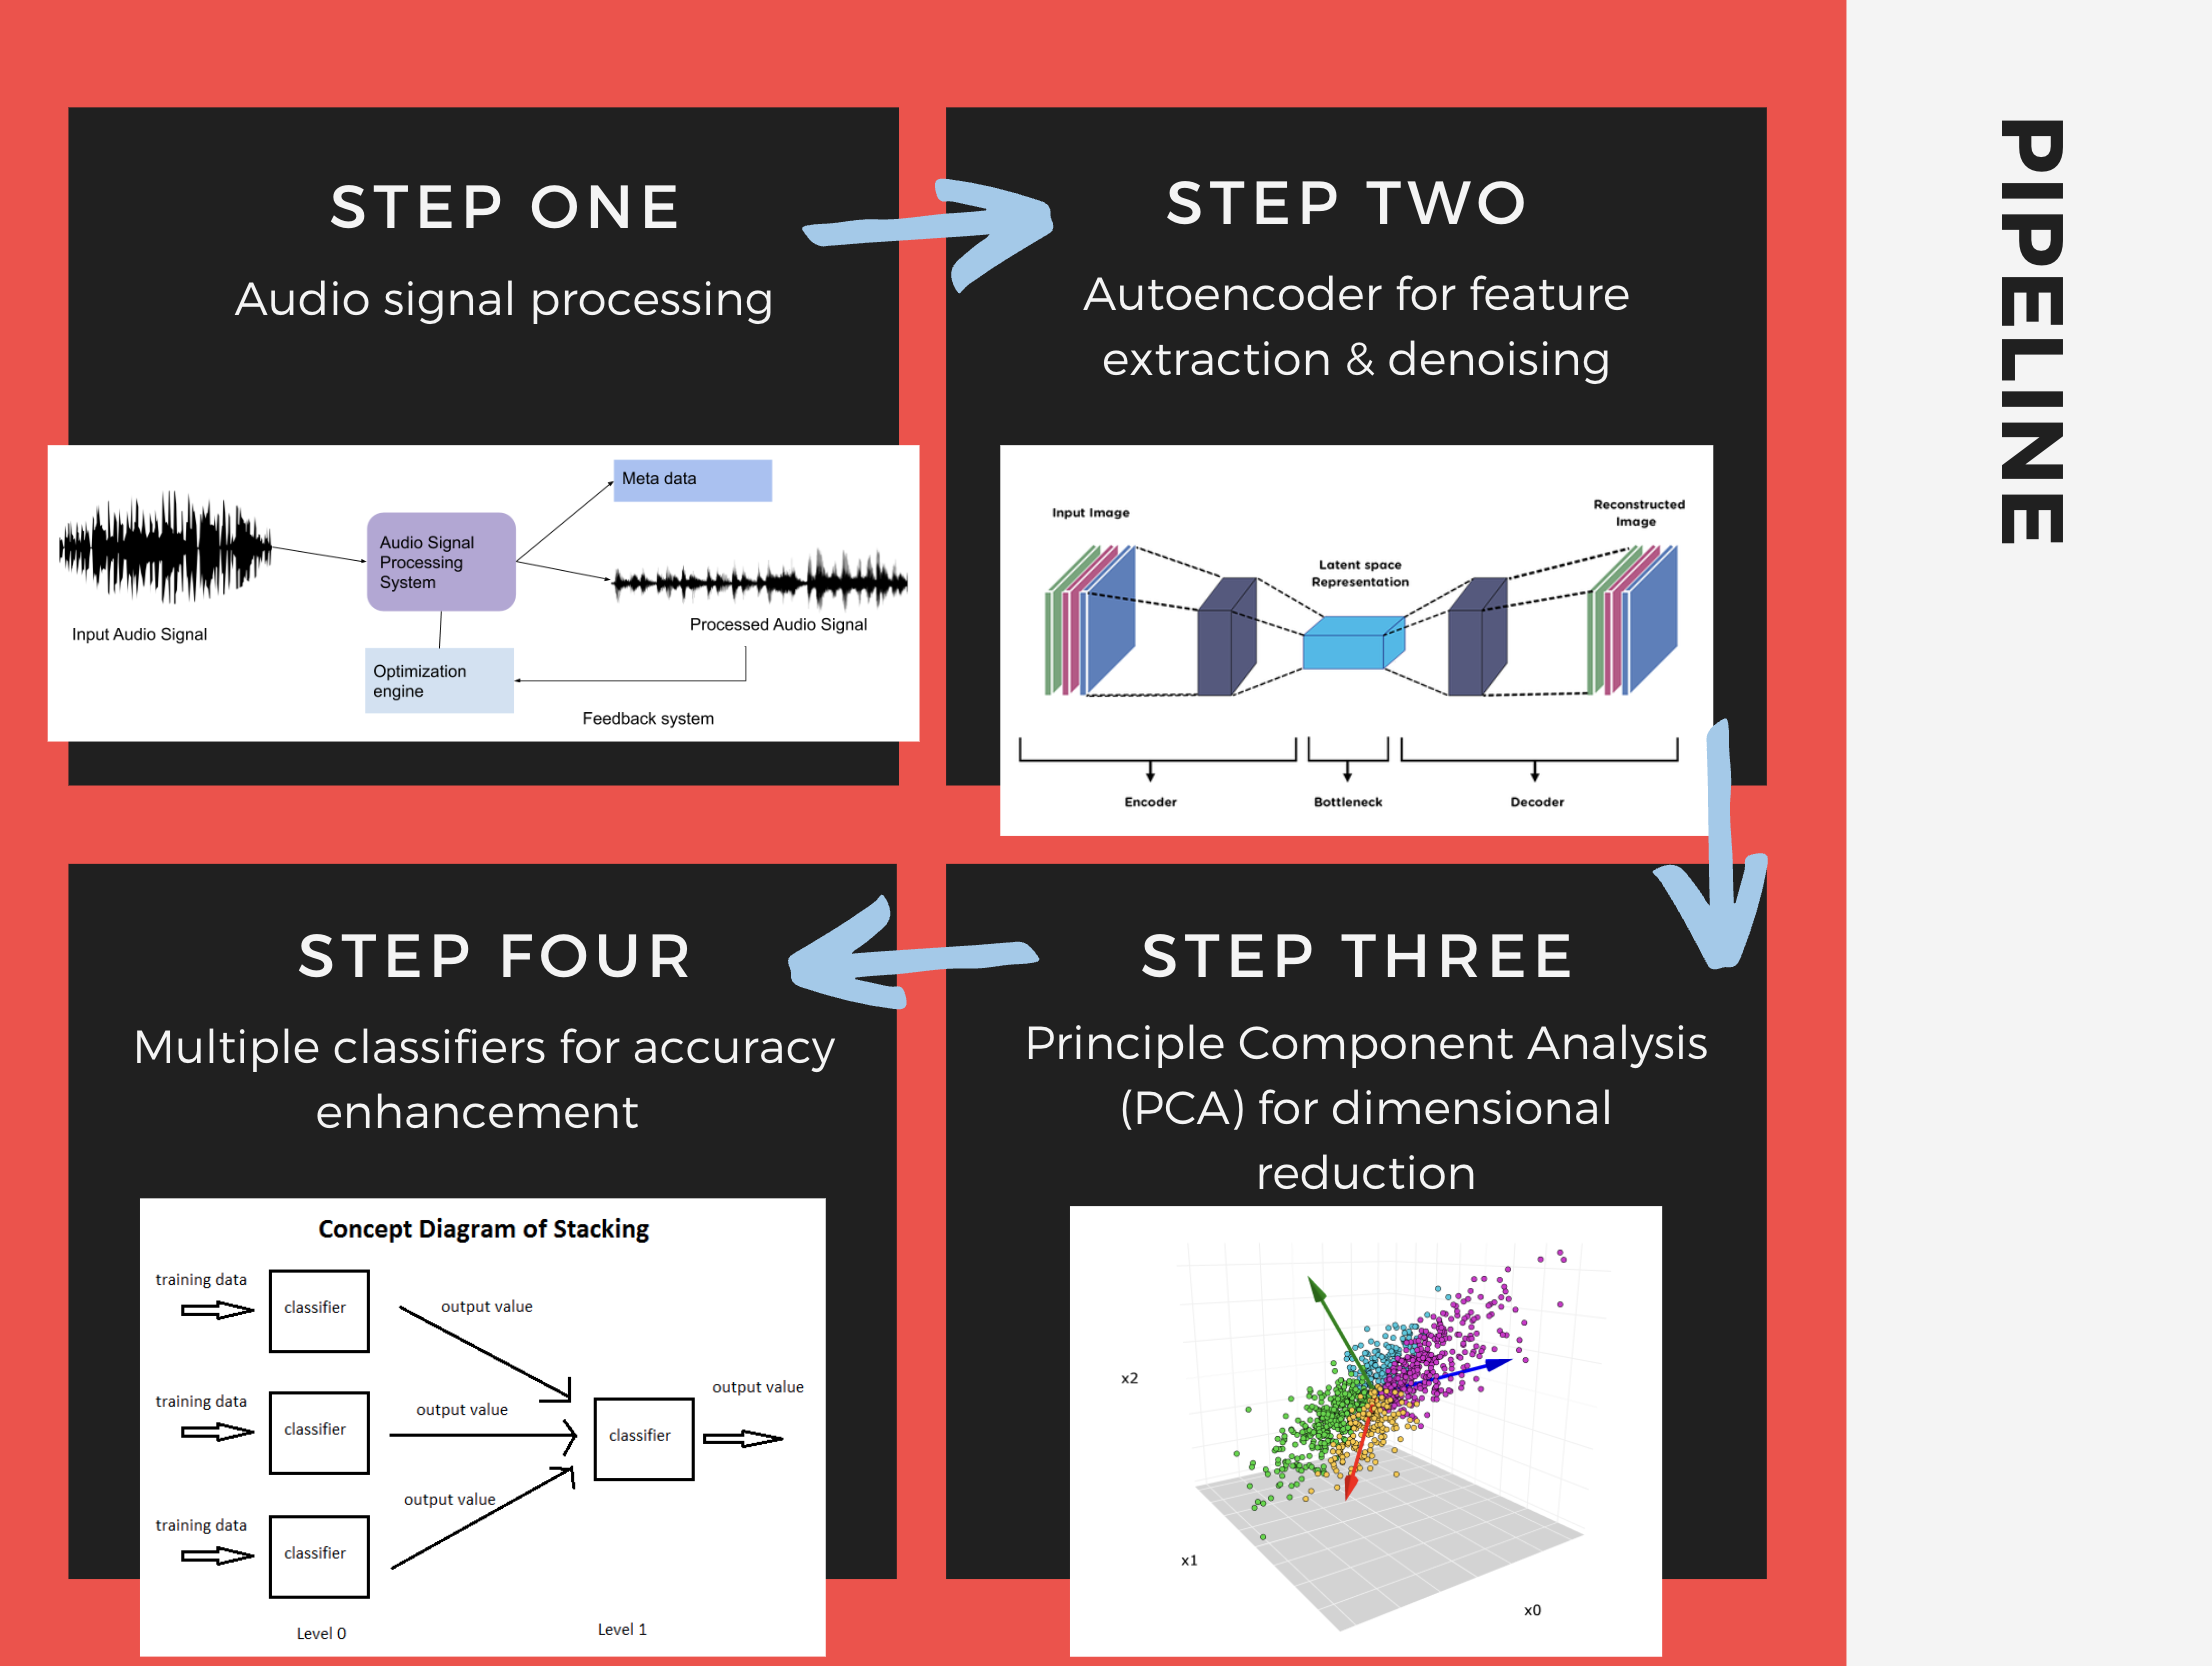 PIPELINE
STEP ONE
Audio signal processing
Meta data
Audio Signal
Processing
System
Input Audio Signal
Processed Audio Signal
Optimization
engine
Feedback system
STEP TWO
Autoencoder for feature
extraction & denoising
Input Image
Reconstructed
Image
Latent space
Representation
Encoder
Bottleneck
Decoder
STEP THREE
Principle Component Analysis
(PCA) for dimensional
reduction
x2
x1
x0
STEP FOUR
Multiple classifiers for accuracy
enhancement
Concept Diagram of Stacking
training data
classifier
output value
training data
classifier
output value
classifier
output value
training data
classifier
output value
Level 0
Level 1